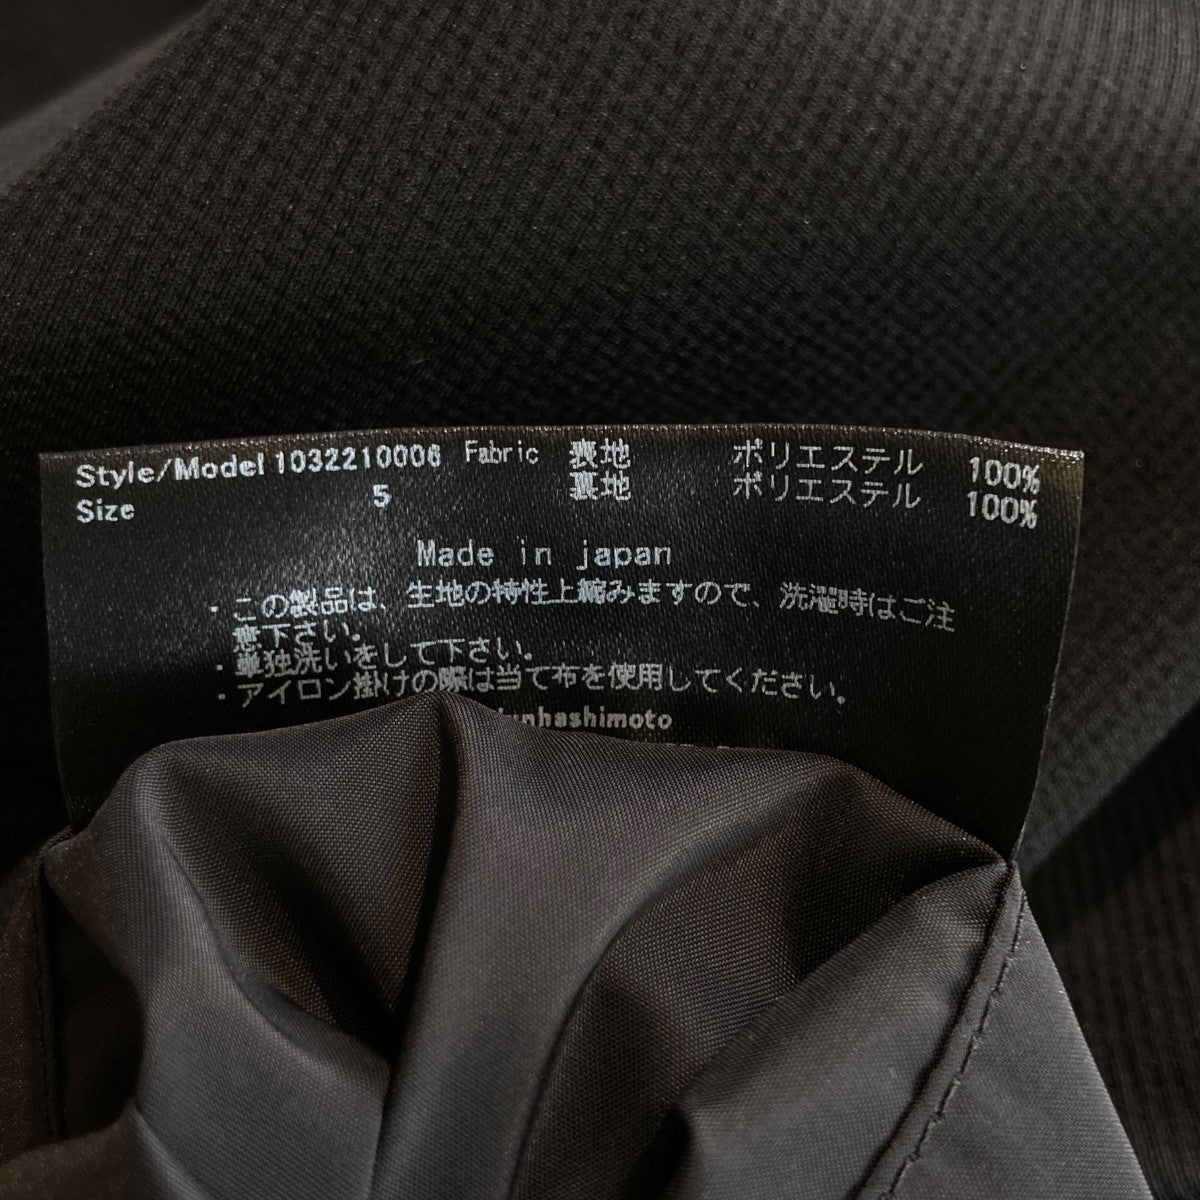 Style/Model 1032210006 Fabric 表地 ポリエステル 100%
Size 5 裏地 ポリエステル 100%
Made in japan
・この製品は、生地の特性上縮みますので、洗濯時はご注
意下さい。
・単独洗いをして下さい。
・アイロン掛けの際は当て布を使用してください。
junhashimoto